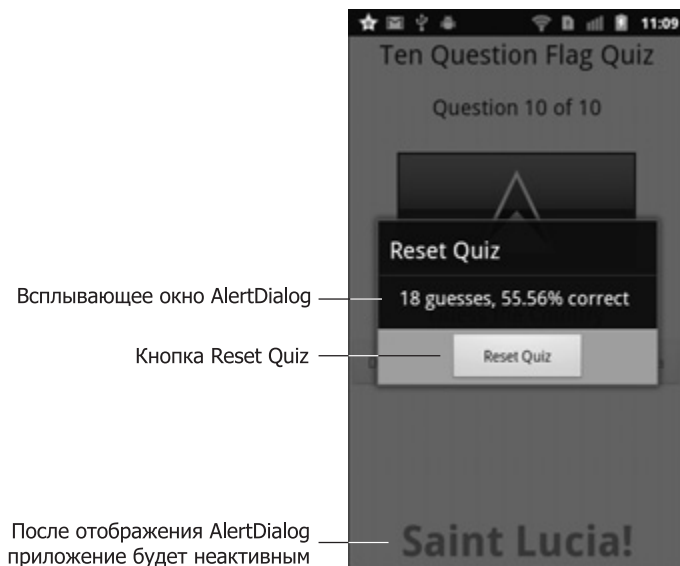 11:09
Ten Question Flag Quiz
Question 10 of 10
Reset Quiz
Всплывающее окно AlertDialog
18 guesses, 55.56% correct
Кнопка Reset Quiz
Reset Quiz
После отображения AlertDialog
приложение будет неактивным
Saint Lucia!